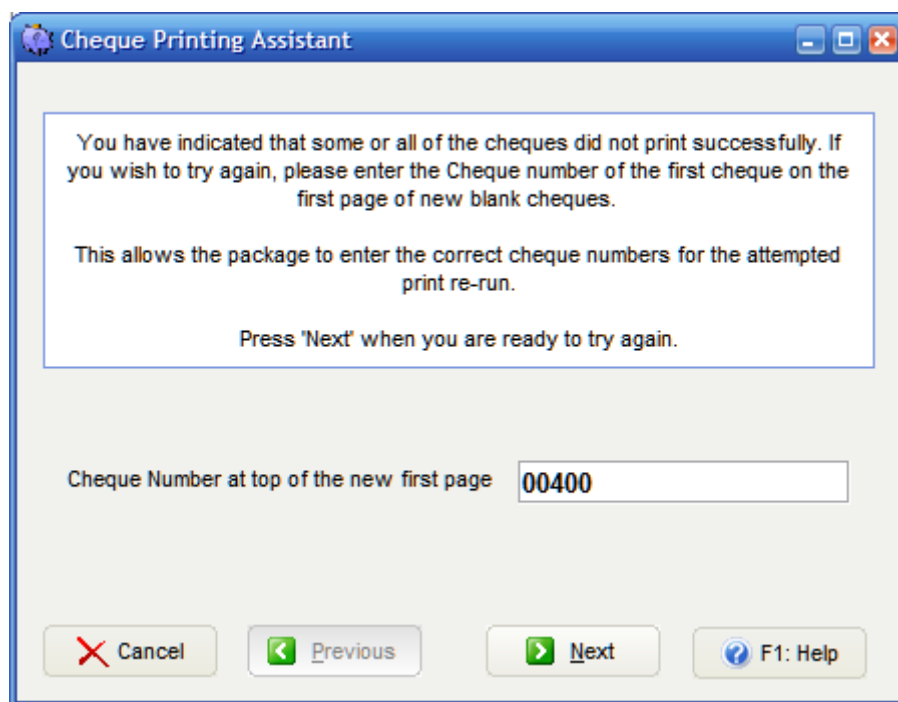 Cheque Printing Assistant
You have indicated that some or all of the cheques did not print successfully. If
you wish to try again, please enter the Cheque number of the first cheque on the
first page of new blank cheques.
This allows the package to enter the correct cheque numbers for the attempted
print re-run.
Press 'Next' when you are ready to try again.
Cheque Number at top of the new first page 00400
Cancel Previous Next F1: Help